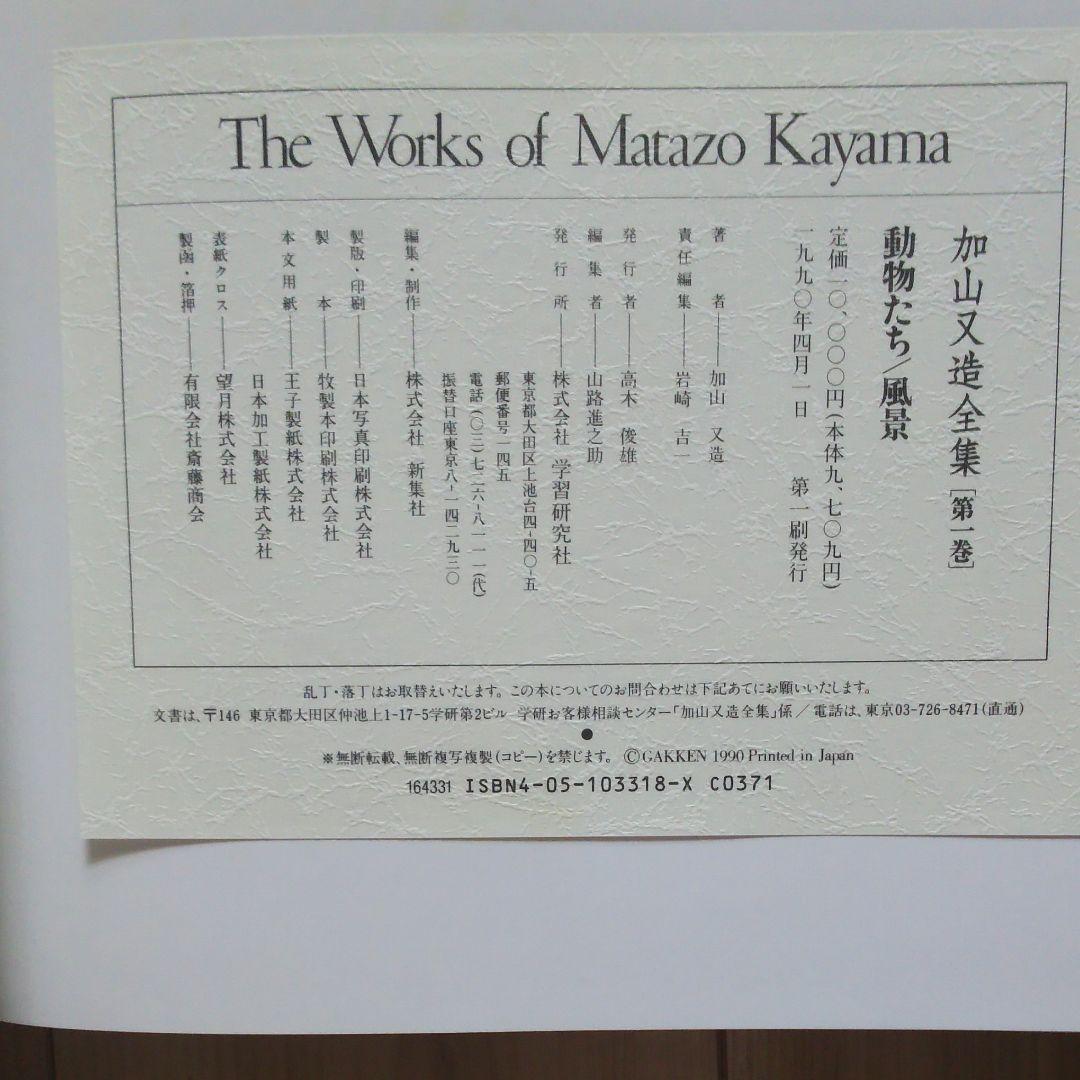 The Works of Matazo Kayama
加山又造全集[第一巻]
動物たち/風景
定価一〇、〇〇〇円(本体九、七〇九円)
一九九〇年四月一日 第一刷発行
著者——加山又造
責任編集——岩崎吉一
発行者——高木俊雄
編集者——山路進之助
発行所——株式会社 学習研究社
東京都大田区上池台四-四〇-五
郵便番号一四五
電話(〇三)七二六-八一一一(代)
振替口座東京八-一四二九三〇
編集・制作——株式会社 新集社
製版・印刷——日本写真印刷株式会社
製本——牧製本印刷株式会社
本文用紙——王子製紙株式会社
日本加工製紙株式会社
表紙クロス——望月株式会社
製函・箔押——有限会社斎藤商会
乱丁・落丁はお取替えいたします。この本についてのお問合わせは下記あてにお願いいたします。
文書は、〒146 東京都大田区仲池上1-17-5学研第2ビル 学研お客様相談センター「加山又造全集」係/電話は、東京03-726-8471(直通)
●
※無断転載、無断複写複製(コピー)を禁じます。 ©GAKKEN 1990 Printed in Japan
164331 ISBN4-05-103318-X C0371